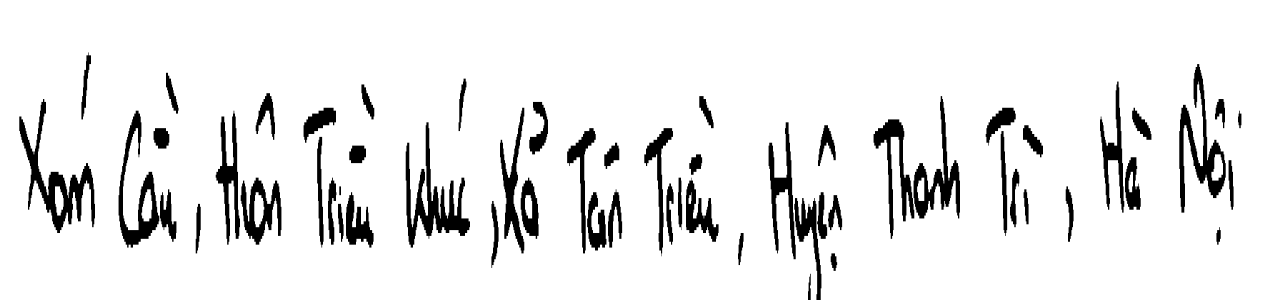 Xóm Cầu, Thôn Triều Khúc, Xã Tân Triều, Huyện Thanh Trì, Hà Nội